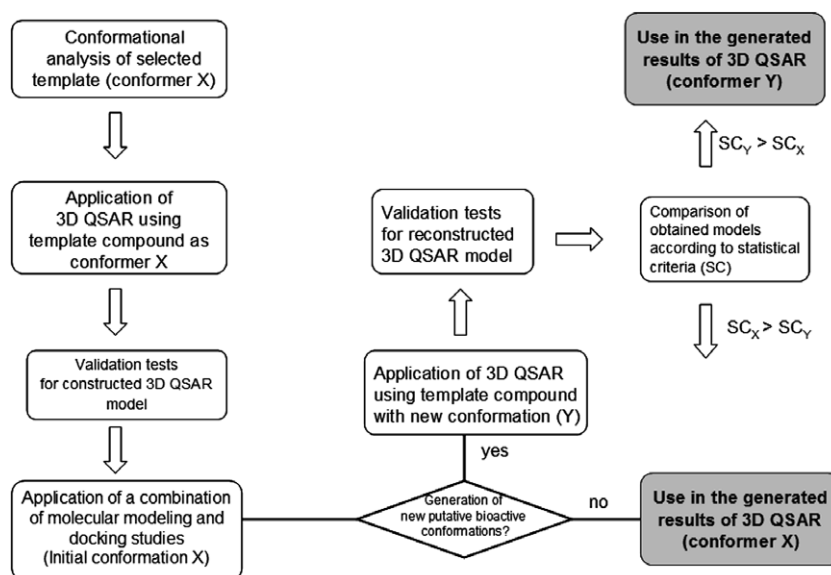 Conformational
analysis of selected
template (conformer X)
Application of
3D QSAR using
template compound as
conformer X
Validation tests
for constructed 3D QSAR
model
Application of a combination
of molecular modeling and
docking studies
(Initial conformation X)
Generation of
new putative bioactive
conformations?
yes
no
Application of 3D QSAR
using template compound
with new conformation (Y)
Validation tests
for reconstructed
3D QSAR model
Comparison of
obtained models
according to statistical
criteria (SC)
SCY > SCX
Use in the generated
results of 3D QSAR
(conformer Y)
SCX > SCY
Use in the generated
results of 3D QSAR
(conformer X)